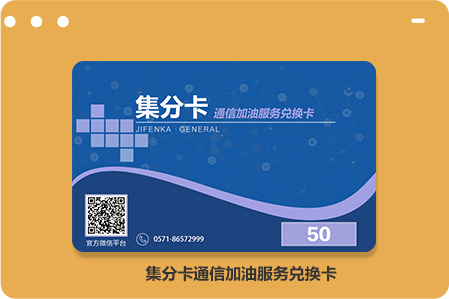 集分卡 通信加油服务兑换卡
JIFENKA · GENERAL
官方微信平台
0571-86572999
50
集分卡通信加油服务兑换卡